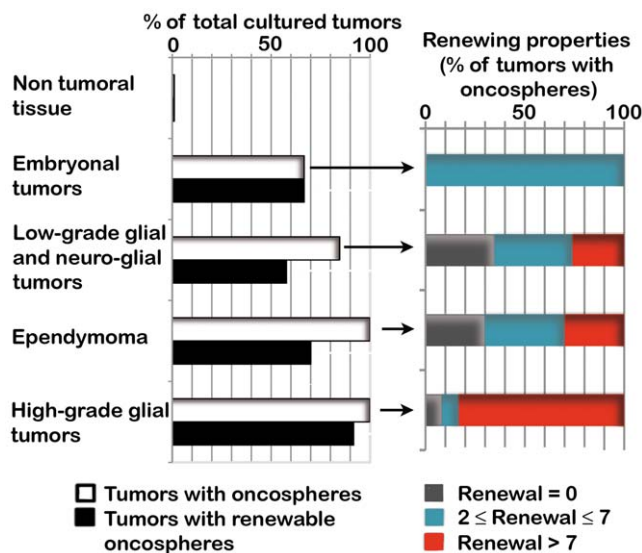 % of total cultured tumors
0 50 100
Renewing properties
(% of tumors with
oncospheres)
0 50 100
Non tumoral
tissue
Embryonal
tumors
Low-grade glial
and neuro-glial
tumors
Ependymoma
High-grade glial
tumors
Tumors with oncospheres
Tumors with renewable
oncospheres
Renewal = 0
2 ≤ Renewal ≤ 7
Renewal > 7